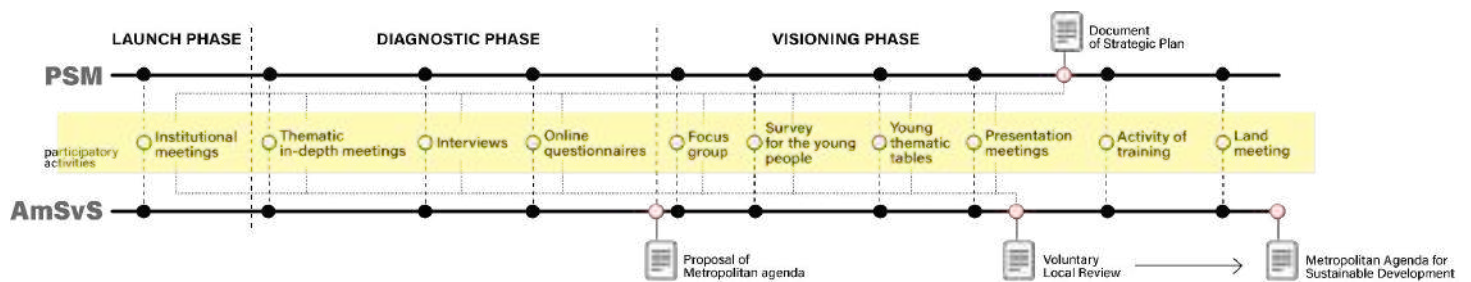 Document
of Strategic Plan
LAUNCH PHASE
DIAGNOSTIC PHASE
VISIONING PHASE
PSM
participatory
activities
Institutional
meetings
Thematic
in-depth meetings
Interviews
Online
questionnaires
Focus
group
Survey
for the young
people
Young
thematic
tables
Presentation
meetings
Activity of
training
Land
meeting
AmSvS
Proposal of
Metropolitan agenda
Voluntary
Local Review
Metropolitan Agenda for
Sustainable Development